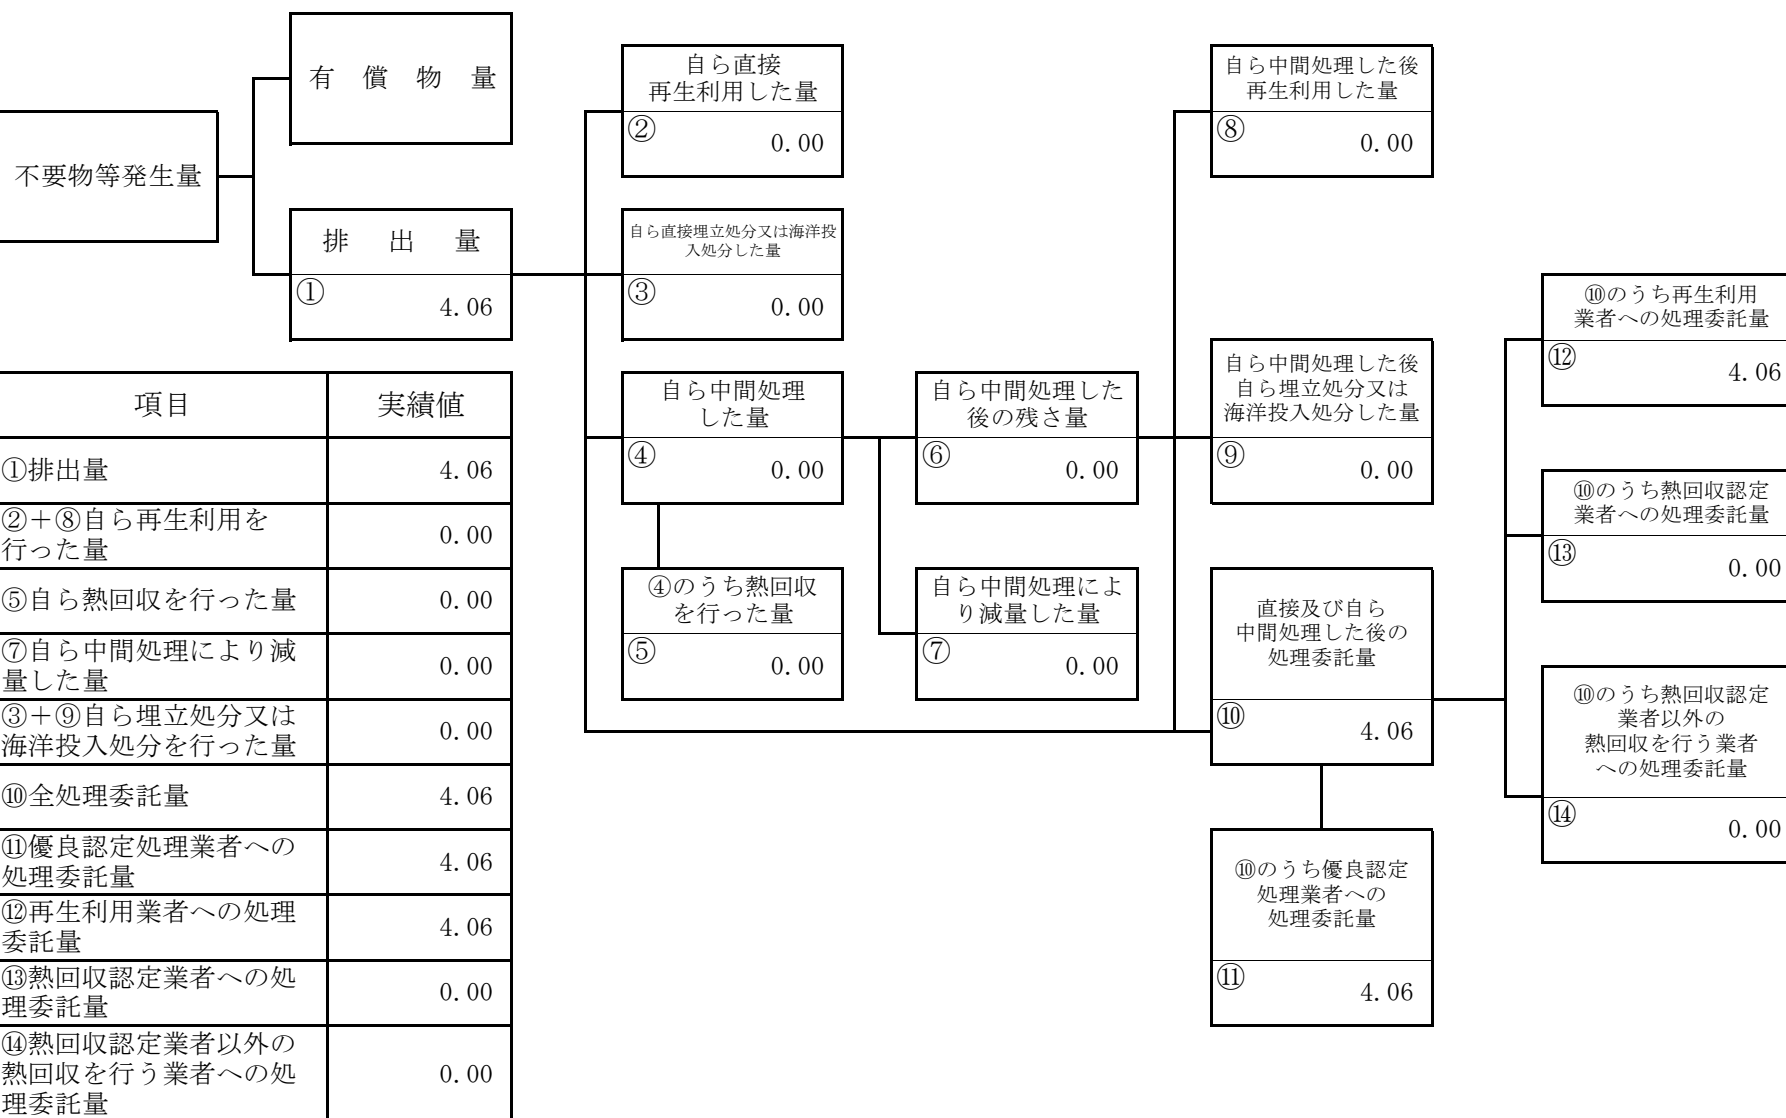 有償物量
不要物等発生量
排出量
①
4.06
自ら直接
再生利用した量
②
0.00
自ら直接埋立処分又は海洋投
入処分した量
③
0.00
自ら中間処理
した量
④
0.00
④のうち熱回収
を行った量
⑤
0.00
自ら中間処理した
後の残さ量
⑥
0.00
自ら中間処理によ
り減量した量
⑦
0.00
自ら中間処理した後
再生利用した量
⑧
0.00
自ら中間処理した後
自ら埋立処分又は
海洋投入処分した量
⑨
0.00
直接及び自ら
中間処理した後の
処理委託量
⑩
4.06
⑩のうち優良認定
処理業者への
処理委託量
⑪
4.06
⑩のうち再生利用
業者への処理委託量
⑫
4.06
⑩のうち熱回収認定
業者への処理委託量
⑬
0.00
⑩のうち熱回収認定
業者以外の
熱回収を行う業者
への処理委託量
⑭
0.00
項目 実績値
①排出量 4.06
②＋⑧自ら再生利用を
行った量 0.00
⑤自ら熱回収を行った量 0.00
⑦自ら中間処理により減
量した量 0.00
③＋⑨自ら埋立処分又は
海洋投入処分を行った量 0.00
⑩全処理委託量 4.06
⑪優良認定処理業者への
処理委託量 4.06
⑫再生利用業者への処理
委託量 4.06
⑬熱回収認定業者への処
理委託量 0.00
⑭熱回収認定業者以外の
熱回収を行う業者への処
理委託量 0.00